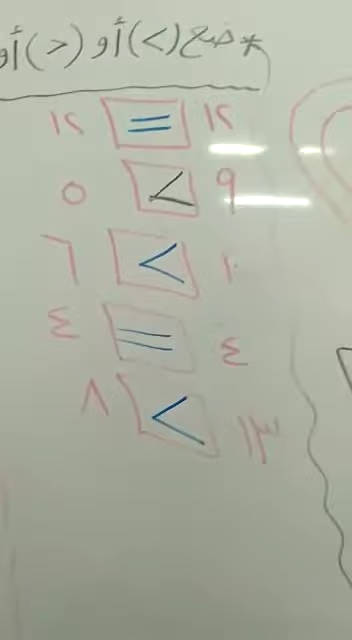 * ضع (<) أو (>) أو
١٢ = ١٢
٩ > ٥
١٠ > ٦
٤ = ٤
١٣ > ٨